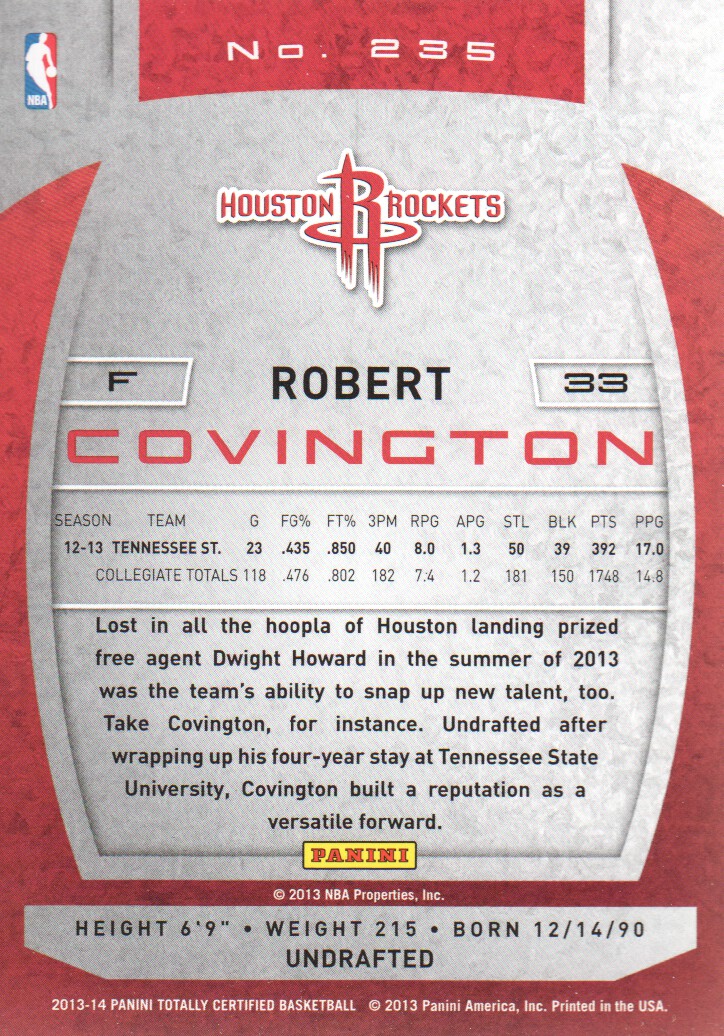 No. 235
NBA
HOUSTON ROCKETS
F ROBERT 33
COVINGTON
SEASON TEAM G FG% FT% 3PM RPG APG STL BLK PTS PPG
12-13 TENNESSEE ST. 23 .435 .850 40 8.0 1.3 50 39 392 17.0
COLLEGIATE TOTALS 118 .476 .802 182 7.4 1.2 181 150 1748 14.8
Lost in all the hoopla of Houston landing prized
free agent Dwight Howard in the summer of 2013
was the team's ability to snap up new talent, too.
Take Covington, for instance. Undrafted after
wrapping up his four-year stay at Tennessee State
University, Covington built a reputation as a
versatile forward.
PANINI
© 2013 NBA Properties, Inc.
HEIGHT 6'9" • WEIGHT 215 • BORN 12/14/90
UNDRAFTED
2013-14 PANINI TOTALLY CERTIFIED BASKETBALL © 2013 Panini America, Inc. Printed in the USA.